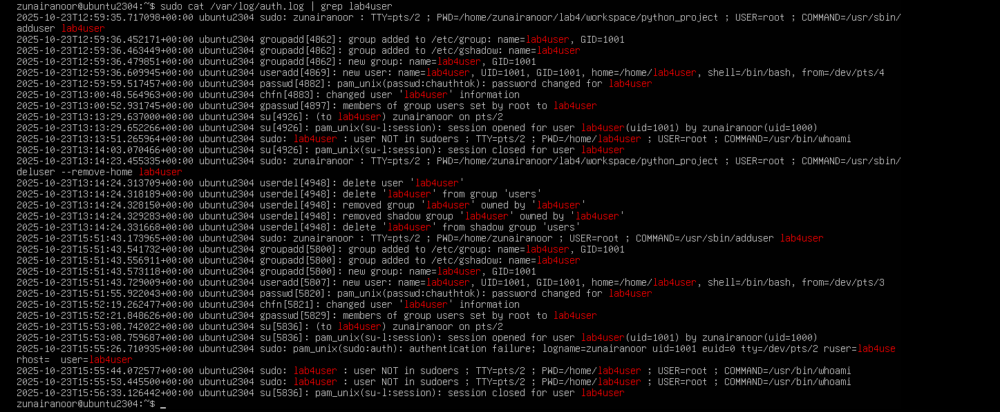 zunairanoor@ubuntu2304:~$ sudo cat /var/log/auth.log | grep lab4user
2025-10-23T12:59:35.717098+00:00 ubuntu2304 sudo: zunairanoor : TTY=pts/2 ; PWD=/home/zunairanoor/lab4/workspace/python_project ; USER=root ; COMMAND=/usr/sbin/
adduser lab4user
2025-10-23T12:59:36.452171+00:00 ubuntu2304 groupadd[4862]: group added to /etc/group: name=lab4user, GID=1001
2025-10-23T12:59:36.463449+00:00 ubuntu2304 groupadd[4862]: group added to /etc/gshadow: name=lab4user
2025-10-23T12:59:36.479851+00:00 ubuntu2304 groupadd[4862]: new group: name=lab4user, GID=1001
2025-10-23T12:59:36.609945+00:00 ubuntu2304 useradd[4869]: new user: name=lab4user, UID=1001, GID=1001, home=/home/lab4user, shell=/bin/bash, from=/dev/pts/4
2025-10-23T12:59:59.517457+00:00 ubuntu2304 passwd[4882]: pam_unix(passwd:chauthtok): password changed for lab4user
2025-10-23T13:00:48.564963+00:00 ubuntu2304 chfn[4883]: changed user 'lab4user' information
2025-10-23T13:00:52.931745+00:00 ubuntu2304 gpasswd[4897]: members of group users set by root to lab4user
2025-10-23T13:13:29.637000+00:00 ubuntu2304 su[4926]: (to lab4user) zunairanoor on pts/2
2025-10-23T13:13:29.652266+00:00 ubuntu2304 su[4926]: pam_unix(su-l:session): session opened for user lab4user(uid=1001) by zunairanoor(uid=1000)
2025-10-23T13:13:51.265964+00:00 ubuntu2304 sudo: lab4user : user NOT in sudoers ; TTY=pts/2 ; PWD=/home/lab4user ; USER=root ; COMMAND=/usr/bin/whoami
2025-10-23T13:14:03.070466+00:00 ubuntu2304 su[4926]: pam_unix(su-l:session): session closed for user lab4user
2025-10-23T13:14:23.455335+00:00 ubuntu2304 sudo: zunairanoor : TTY=pts/2 ; PWD=/home/zunairanoor/lab4/workspace/python_project ; USER=root ; COMMAND=/usr/sbin/
deluser --remove-home lab4user
2025-10-23T13:14:24.313709+00:00 ubuntu2304 userdel[4948]: delete user 'lab4user'
2025-10-23T13:14:24.318189+00:00 ubuntu2304 userdel[4948]: delete 'lab4user' from group 'users'
2025-10-23T13:14:24.328150+00:00 ubuntu2304 userdel[4948]: removed group 'lab4user' owned by 'lab4user'
2025-10-23T13:14:24.329283+00:00 ubuntu2304 userdel[4948]: removed shadow group 'lab4user' owned by 'lab4user'
2025-10-23T13:14:24.331668+00:00 ubuntu2304 userdel[4948]: delete 'lab4user' from shadow group 'users'
2025-10-23T15:51:43.173965+00:00 ubuntu2304 sudo: zunairanoor : TTY=pts/2 ; PWD=/home/zunairanoor ; USER=root ; COMMAND=/usr/sbin/adduser lab4user
2025-10-23T15:51:43.541732+00:00 ubuntu2304 groupadd[5800]: group added to /etc/group: name=lab4user, GID=1001
2025-10-23T15:51:43.556911+00:00 ubuntu2304 groupadd[5800]: group added to /etc/gshadow: name=lab4user
2025-10-23T15:51:43.573118+00:00 ubuntu2304 groupadd[5800]: new group: name=lab4user, GID=1001
2025-10-23T15:51:43.729009+00:00 ubuntu2304 useradd[5807]: new user: name=lab4user, UID=1001, GID=1001, home=/home/lab4user, shell=/bin/bash, from=/dev/pts/3
2025-10-23T15:51:55.922043+00:00 ubuntu2304 passwd[5820]: pam_unix(passwd:chauthtok): password changed for lab4user
2025-10-23T15:52:19.262477+00:00 ubuntu2304 chfn[5821]: changed user 'lab4user' information
2025-10-23T15:52:21.848626+00:00 ubuntu2304 gpasswd[5829]: members of group users set by root to lab4user
2025-10-23T15:53:08.742022+00:00 ubuntu2304 su[5836]: (to lab4user) zunairanoor on pts/2
2025-10-23T15:53:08.759687+00:00 ubuntu2304 su[5836]: pam_unix(su-l:session): session opened for user lab4user(uid=1001) by zunairanoor(uid=1000)
2025-10-23T15:55:26.710935+00:00 ubuntu2304 sudo: pam_unix(sudo:auth): authentication failure; logname=zunairanoor uid=1001 euid=0 tty=/dev/pts/2 ruser=lab4use
rhost=  user=lab4user
2025-10-23T15:55:44.072577+00:00 ubuntu2304 sudo: lab4user : user NOT in sudoers ; TTY=pts/2 ; PWD=/home/lab4user ; USER=root ; COMMAND=/usr/bin/whoami
2025-10-23T15:55:53.445500+00:00 ubuntu2304 sudo: lab4user : user NOT in sudoers ; TTY=pts/2 ; PWD=/home/lab4user ; USER=root ; COMMAND=/usr/bin/whoami
2025-10-23T15:56:33.126442+00:00 ubuntu2304 su[5836]: pam_unix(su-l:session): session closed for user lab4user
zunairanoor@ubuntu2304:~$ _